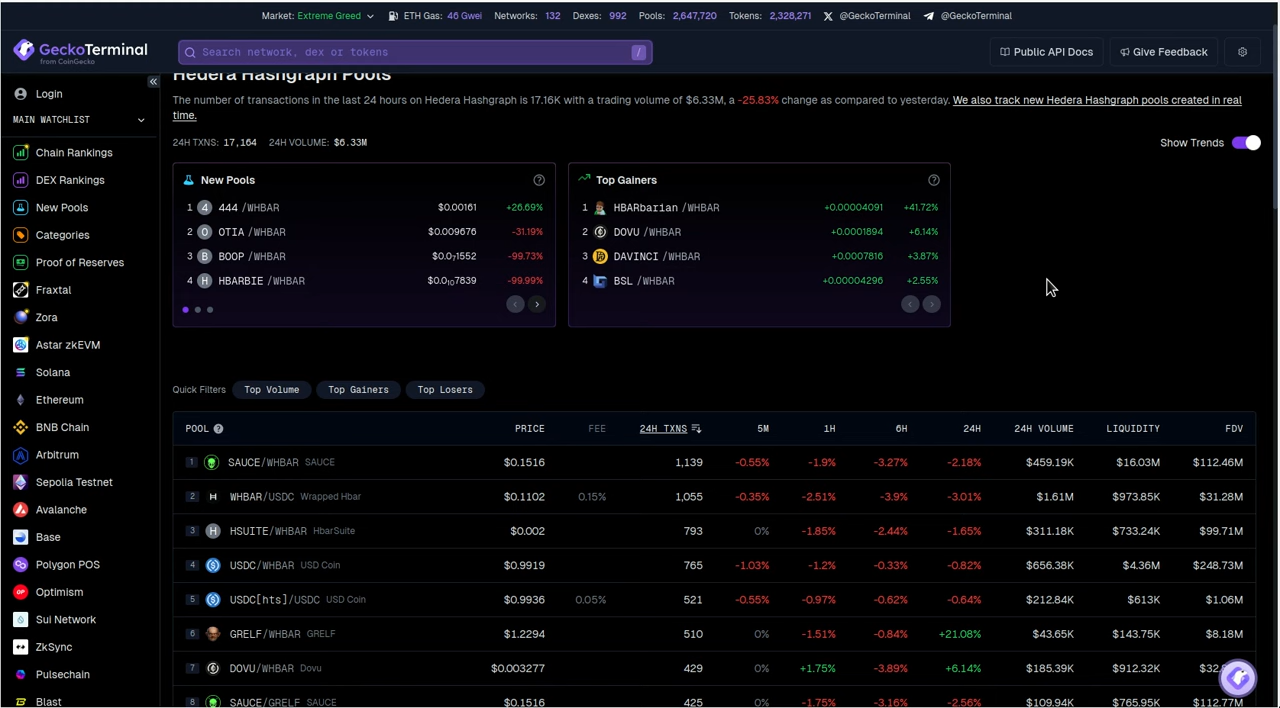 Market: Extreme Greed ETH Gas: 46 Gwei Networks: 132 Dexes: 992 Pools: 2,647,720 Tokens: 2,328,271 @GeckoTerminal @GeckoTerminal
GeckoTerminal
from CoinGecko
Search network, dex or tokens /
Public API Docs
Give Feedback
Login
MAIN WATCHLIST
Chain Rankings
DEX Rankings
New Pools
Categories
Proof of Reserves
Fraxtal
Zora
Astar zkEVM
Solana
Ethereum
BNB Chain
Arbitrum
Sepolia Testnet
Avalanche
Base
Polygon POS
Optimism
Sui Network
ZkSync
Pulsechain
Blast
Hedera Hashgraph Pools
The number of transactions in the last 24 hours on Hedera Hashgraph is 17.16K with a trading volume of $6.33M, a -25.83% change as compared to yesterday. We also track new Hedera Hashgraph pools created in real
time.
24H TXNS: 17,164 24H VOLUME: $6.33M
Show Trends
New Pools
1 4 444 /WHBAR $0.00161 +26.69%
2 O OTIA /WHBAR $0.009676 -31.19%
3 B BOOP /WHBAR $0.0₇1552 -99.73%
4 H HBARBIE /WHBAR $0.0₁₀7839 -99.99%
Top Gainers
1 HBARbarian /WHBAR +0.00004091 +41.72%
2 DOVU /WHBAR +0.0001894 +6.14%
3 DAVINCI /WHBAR +0.0007816 +3.87%
4 BSL /WHBAR +0.00004296 +2.55%
Quick Filters Top Volume Top Gainers Top Losers
POOL PRICE FEE 24H TXNS 5M 1H 6H 24H 24H VOLUME LIQUIDITY FDV
1 SAUCE/WHBAR SAUCE $0.1516 1,139 -0.55% -1.9% -3.27% -2.18% $459.19K $16.03M $112.46M
2 H WHBAR/USDC Wrapped Hbar $0.1102 0.15% 1,055 -0.35% -2.51% -3.9% -3.01% $1.61M $973.85K $31.28M
3 H HSUITE/WHBAR HbarSuite $0.002 793 0% -1.85% -2.44% -1.65% $311.18K $733.24K $99.71M
4 USDC/WHBAR USD Coin $0.9919 765 -1.03% -1.2% -0.33% -0.82% $656.38K $4.36M $248.73M
5 USDC[hts]/USDC USD Coin $0.9936 0.05% 521 -0.55% -0.97% -0.62% -0.64% $212.84K $613K $1.06M
6 GRELF/WHBAR GRELF $1.2294 510 0% -1.51% -0.84% +21.08% $43.65K $143.75K $8.18M
7 DOVU/WHBAR Dovu $0.003277 429 0% +1.75% -3.89% +6.14% $185.39K $912.32K
8 SAUCE/GRELF SAUCE $0.1516 425 0% -1.75% -3.16% -2.56% $109.94K $765.95K $112.77M